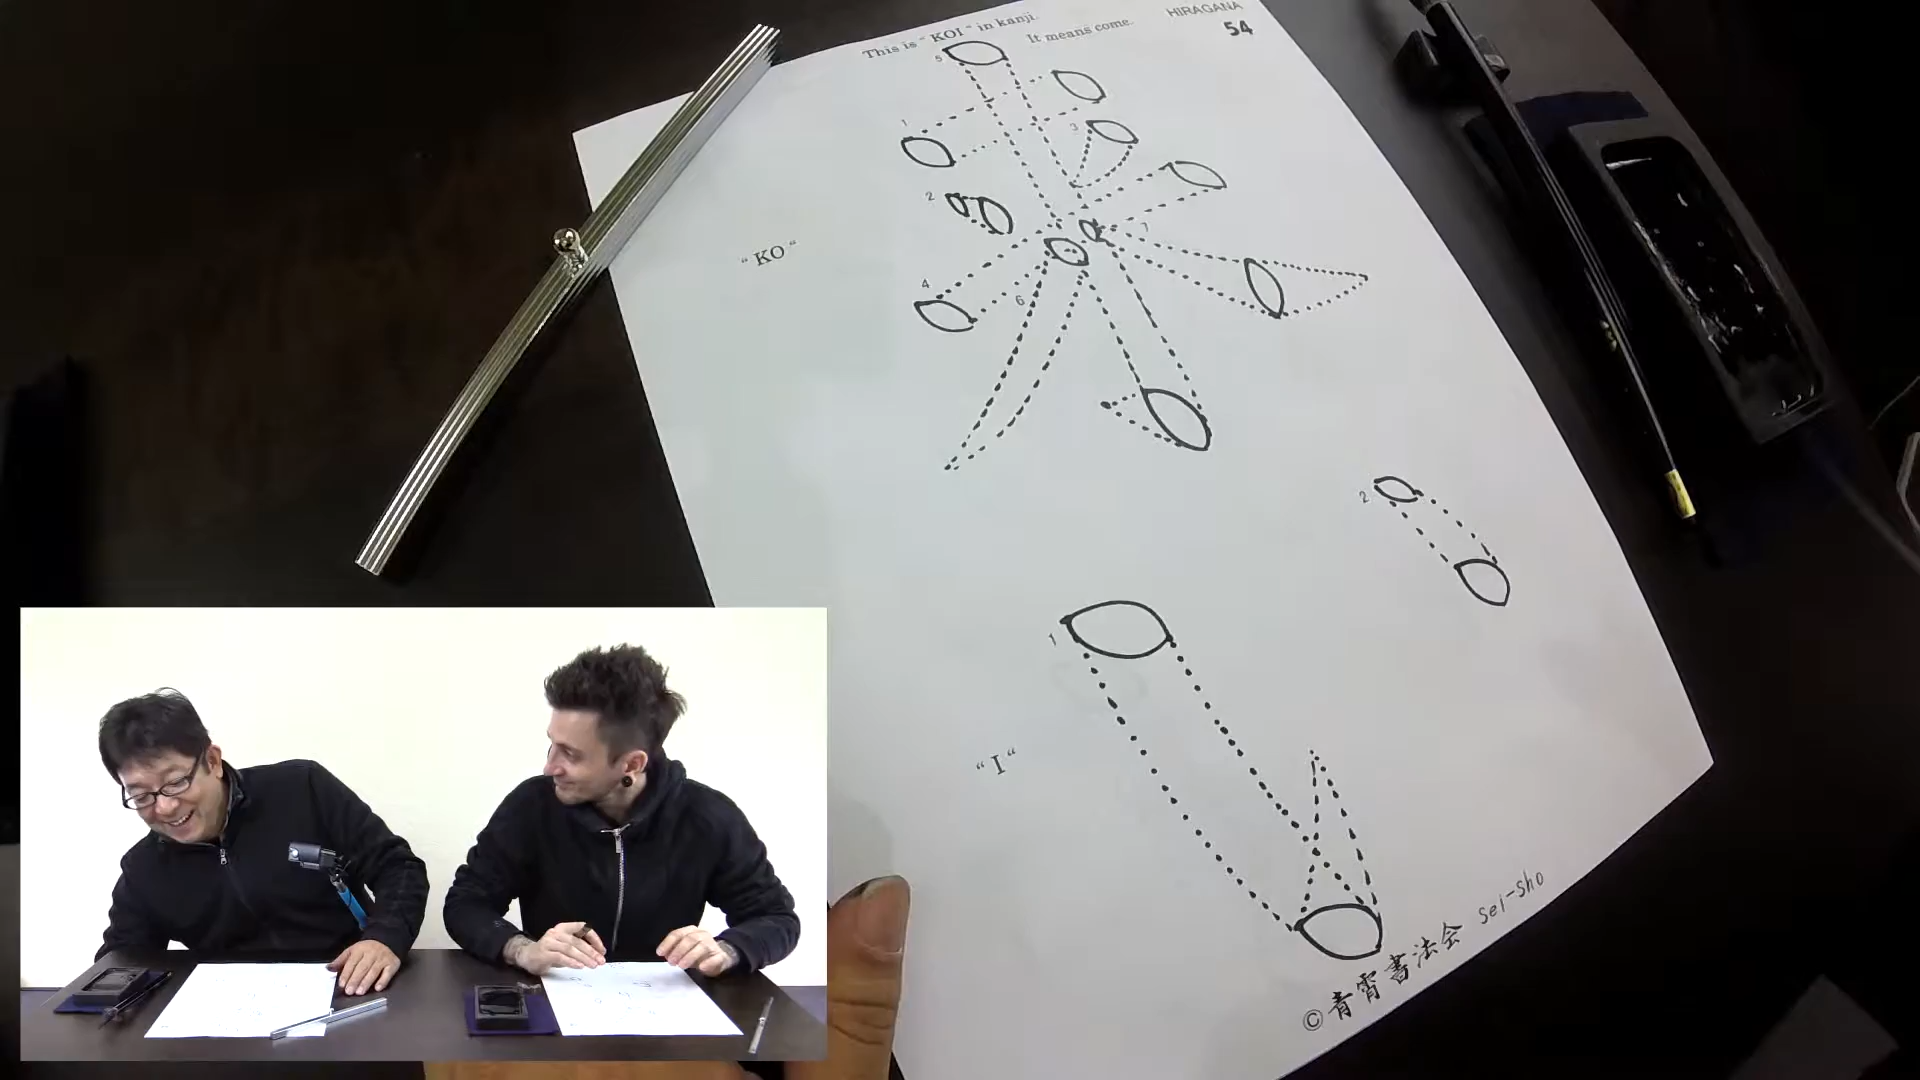 This is “ KOI “ in kanji.
It means come.
HIRAGANA
54
5
1
3
2
“ KO “
7
4
6
2
1
“ I “
©青霄書法会 Sei-sho